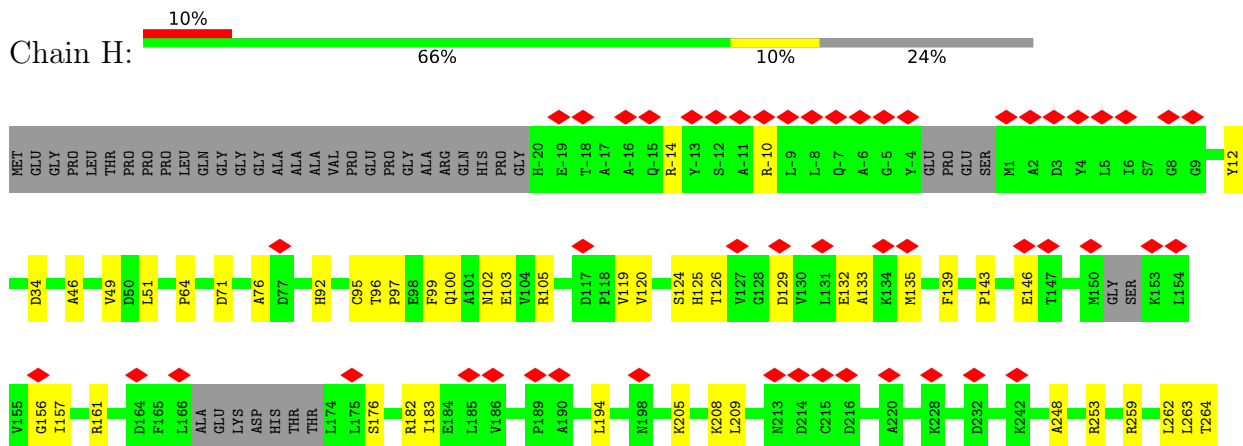 10%
Chain H:
66% 10% 24%
MET GLU GLY PRO LEU THR PRO PRO PRO PRO LEU GLN GLY GLY GLY ALA ALA ALA ALA VAL PRO GLU PRO GLY ALA ARG GLN HIS PRO GLY H-20 E-19 T-18 A-17 A-16 Q-15 R-14 Y-13 S-12 A-11 R-10 L-9 L-8 Q-7 A-6 G-5 Y-4 GLU PRO GLU SER M1 A2 D3 Y4 L5 I6 S7 G8 G9 Y12
D34 A46 V49 D50 L51 P64 D71 A76 D77 H92 C95 T96 P97 E98 F99 Q100 A101 N102 E103 V104 R105 D117 P118 V119 V120 S124 H125 T126 V127 G128 D129 V130 L131 E132 A133 K134 M135 F139 P143 E146 T147 M150 GLY SER K153 L154
V155 G156 I157 R161 D164 F165 L166 ALA GLU LYS ASP HIS THR THR L174 L175 S176 R182 I183 E184 L185 V186 P189 A190 L194 N198 K205 K208 L209 N213 D214 C215 D216 A220 K228 D232 K242 A248 R253 R259 L262 L263 T264